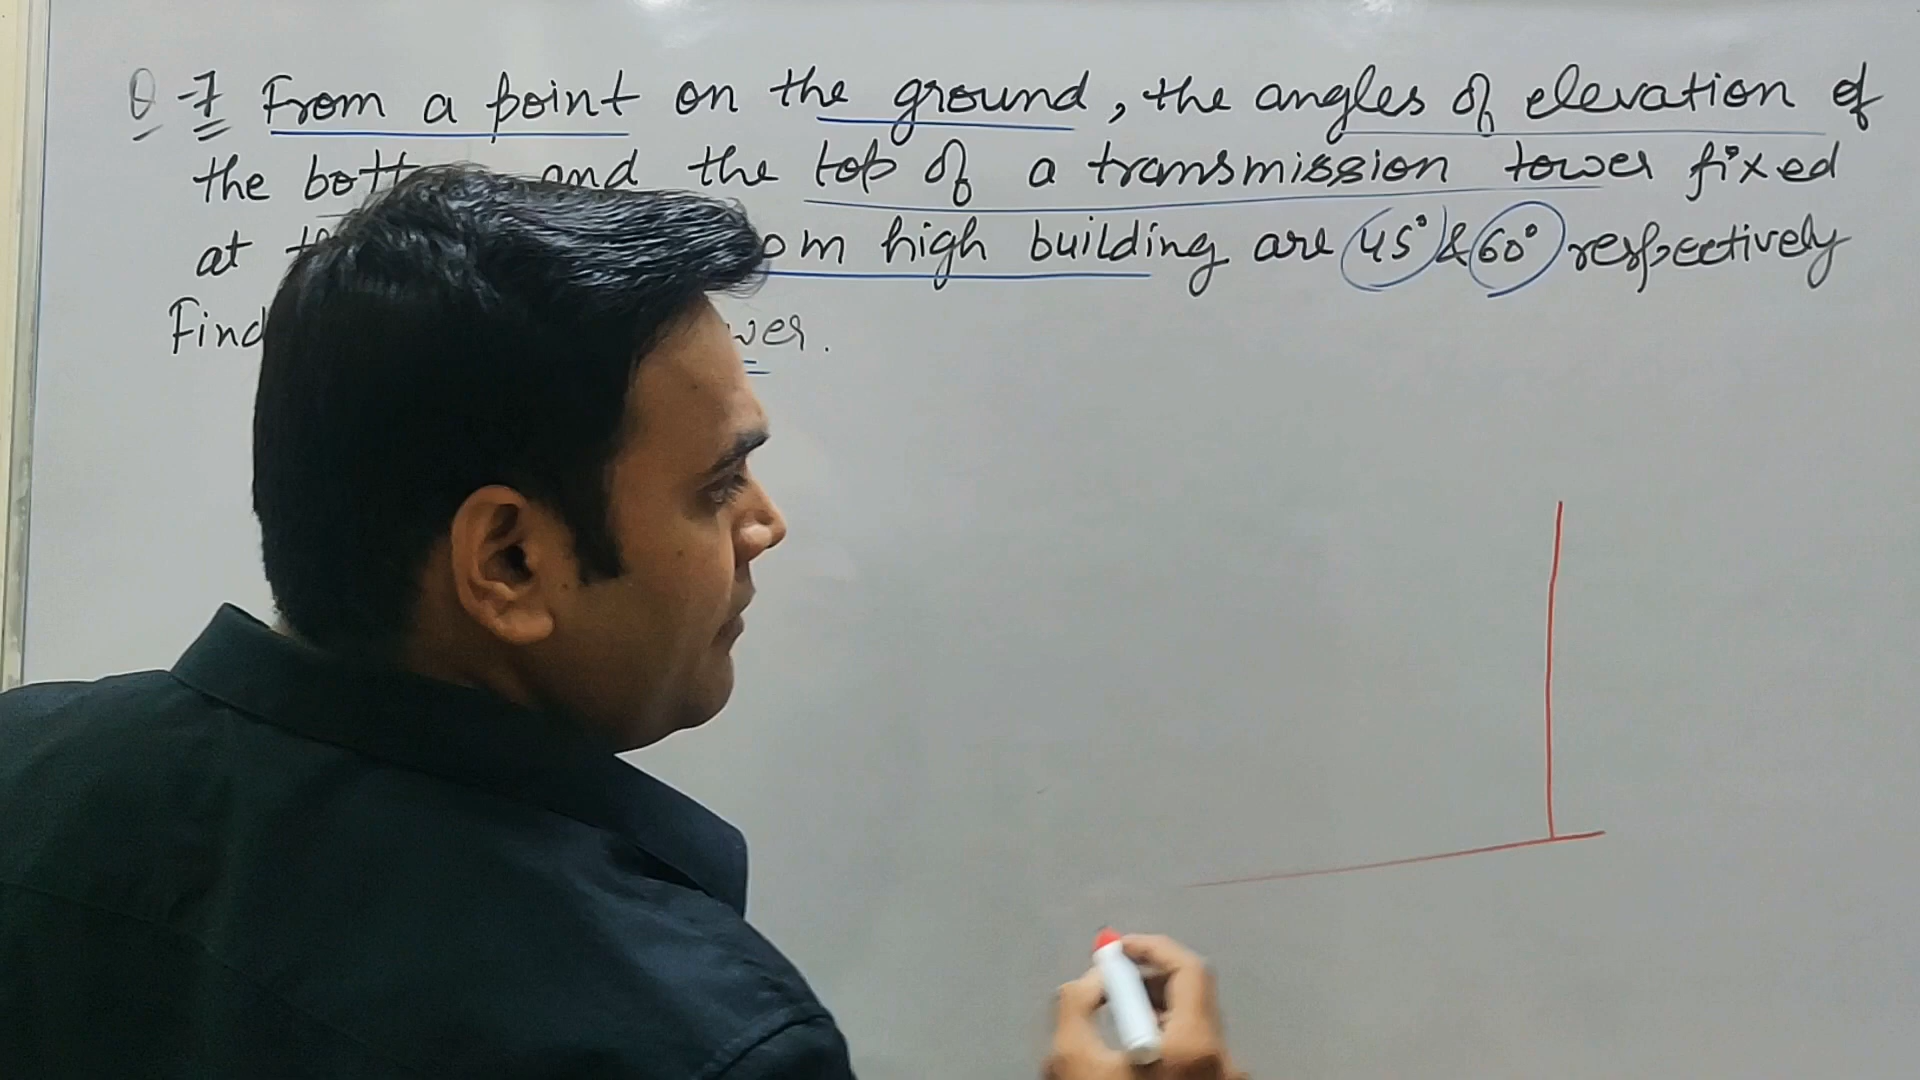 Q-7 From a point on the ground, the angles of elevation of
the and the top of a transmission tower fixed
at high building are 45° & 60° respectively
Find